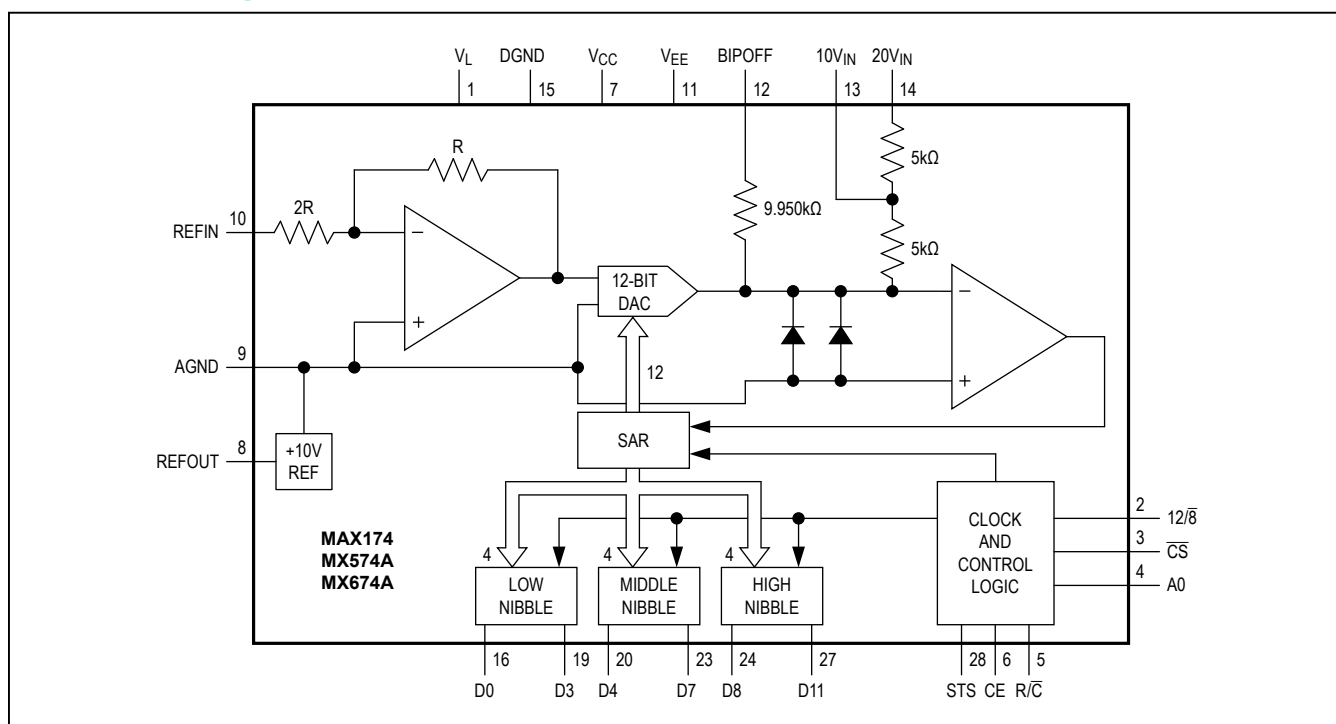 VL DGND VCC VEE BIPOFF 10VIN 20VIN
1 15 7 11 12 13 14
R
5kΩ
2R
10
REFIN
−
9.950kΩ
5kΩ
12-BIT
DAC
−
+
9
AGND
12
+
8
REFOUT
+10V
REF
SAR
MAX174
MX574A
MX674A
4 4 4
LOW
NIBBLE
MIDDLE
NIBBLE
HIGH
NIBBLE
CLOCK
AND
CONTROL
LOGIC
2
12/8̅
3
C̅S̅
4
A0
16 19 20 23 24 27 28 6 5
D0 D3 D4 D7 D8 D11 STS CE R/C̅